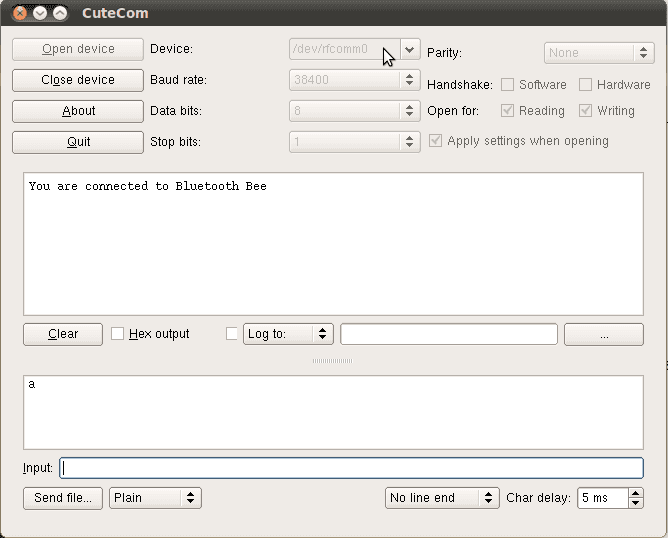 CuteCom
Open device Device: /dev/rfcomm0 Parity: None
Close device Baud rate: 38400 Handshake: Software Hardware
About Data bits: 8 Open for: Reading Writing
Quit Stop bits: 1 Apply settings when opening
You are connected to Bluetooth Bee
Clear Hex output Log to: ...
a
Input:
Send file... Plain No line end Char delay: 5 ms